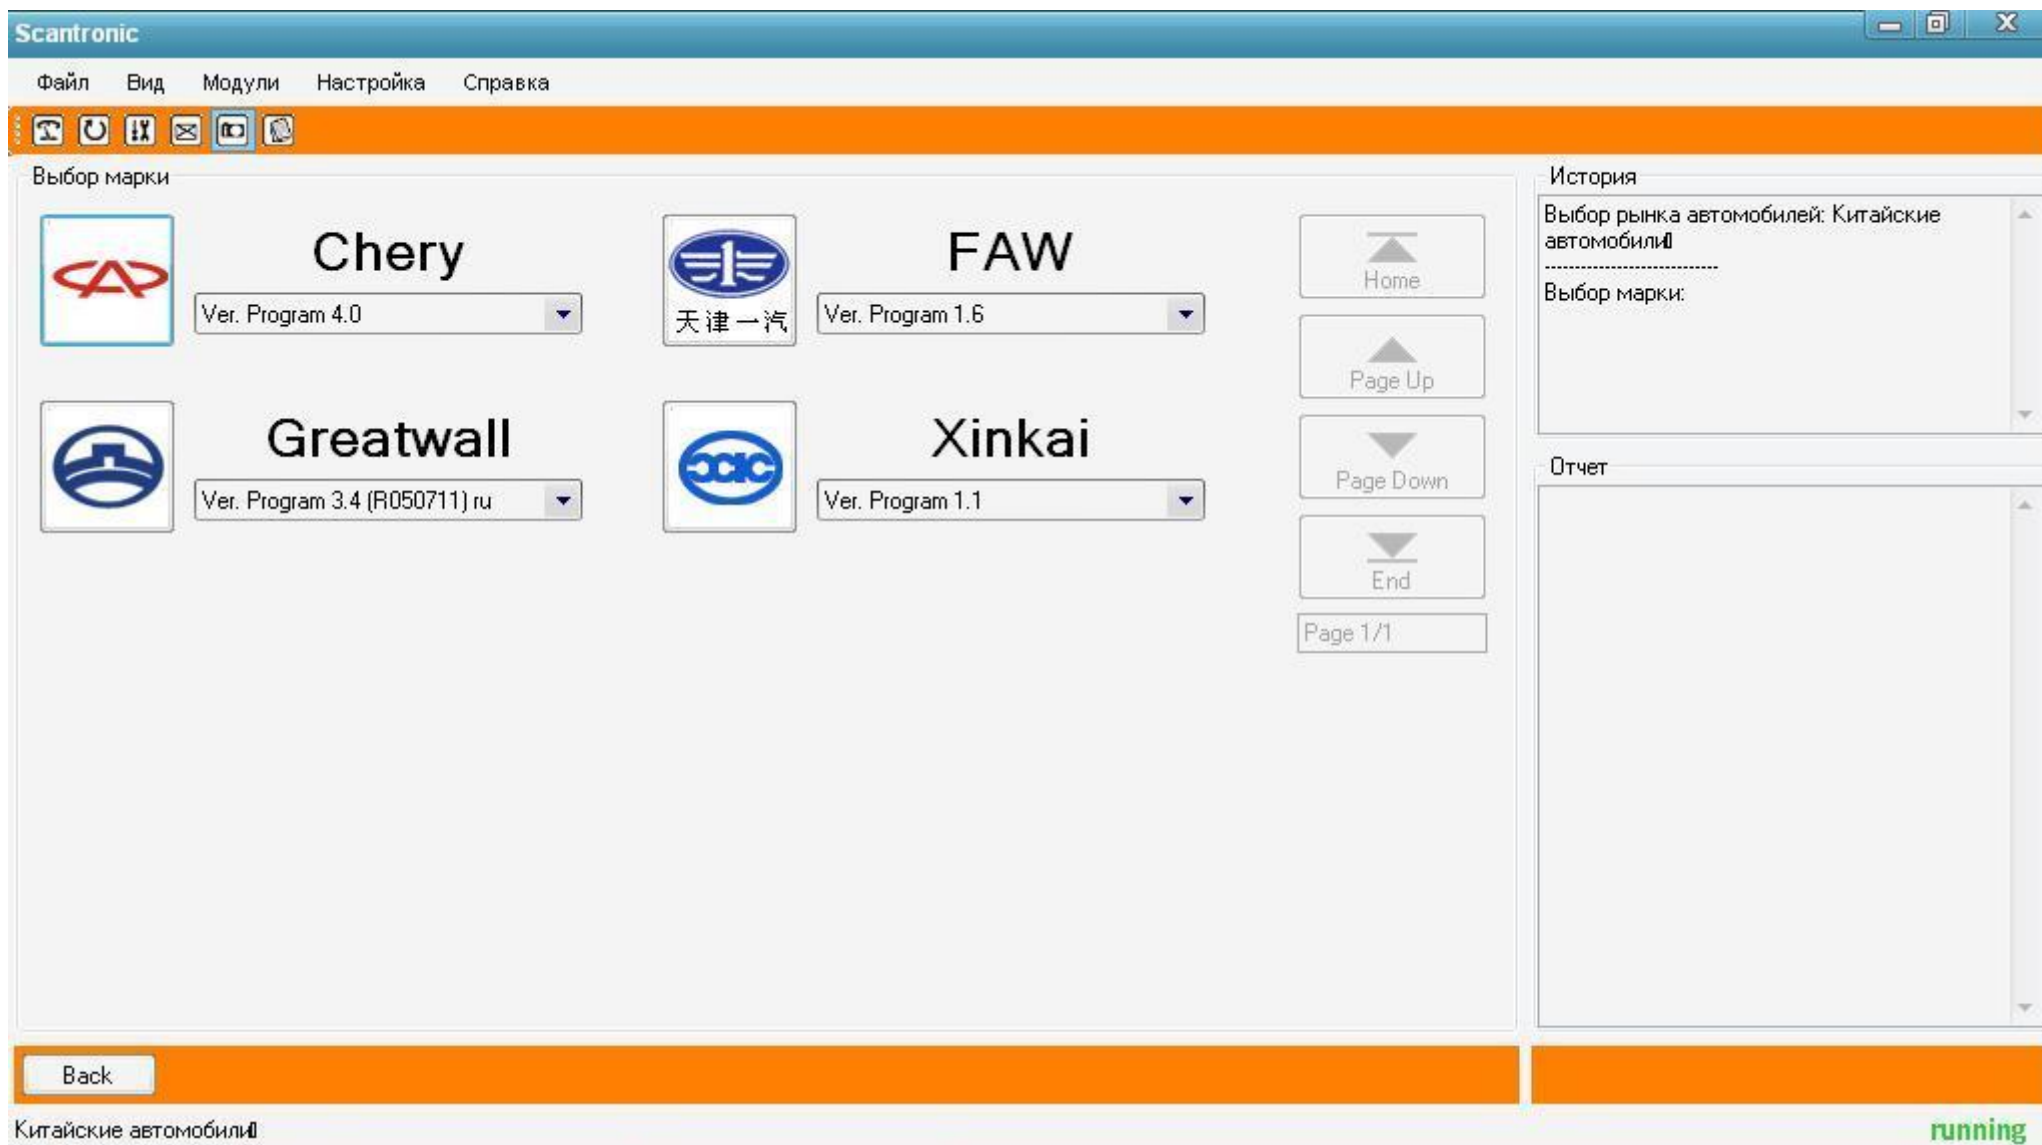 Scantronic
Файл Вид Модули Настройка Справка
Выбор марки
Chery
Ver. Program 4.0
天津一汽
FAW
Ver. Program 1.6
Greatwall
Ver. Program 3.4 (R050711) ru
Xinkai
Ver. Program 1.1
Home
Page Up
Page Down
End
Page 1/1
История
Выбор рынка автомобилей: Китайские
автомобили
---------------------------
Выбор марки:
Отчет
Back
Китайские автомобили
running